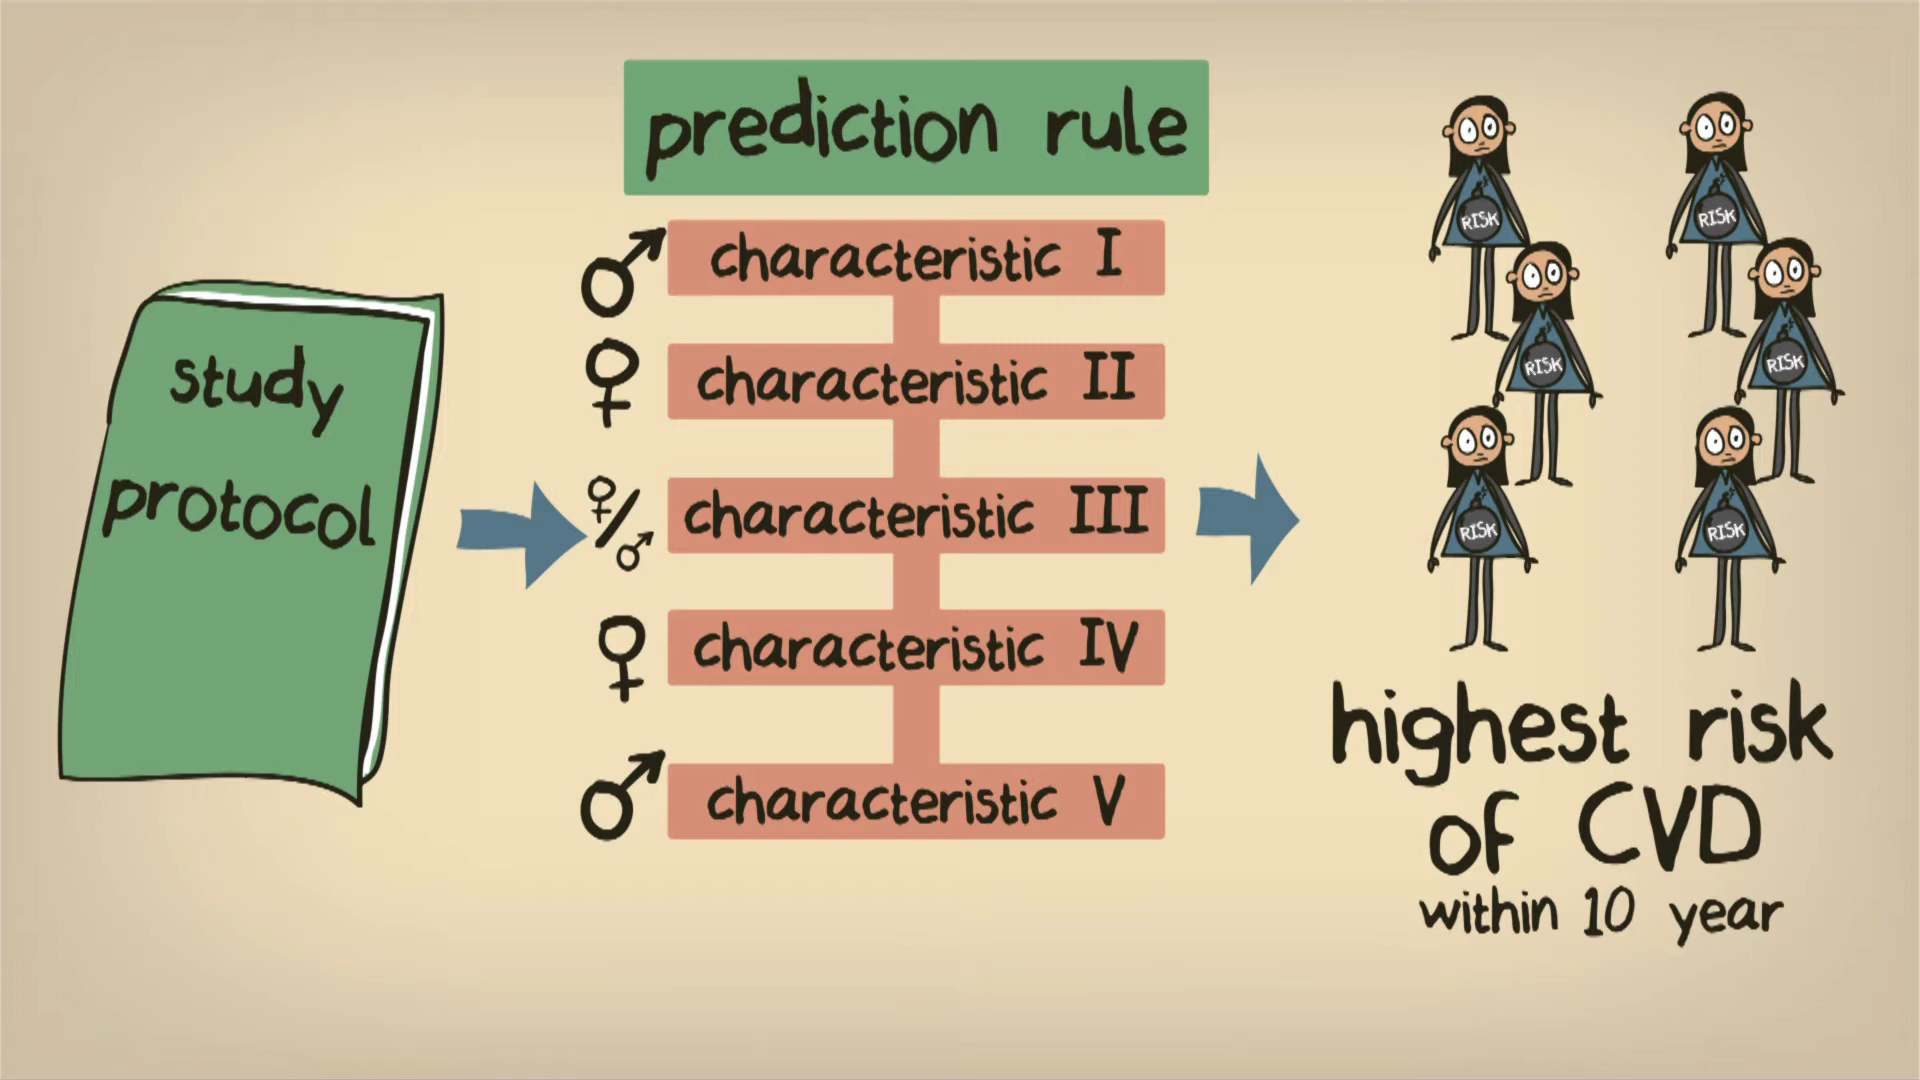 study
protocol
prediction rule
characteristic I
characteristic II
characteristic III
characteristic IV
characteristic V
RISK
RISK
RISK
RISK
RISK
RISK
highest risk
of CVD
within 10 year